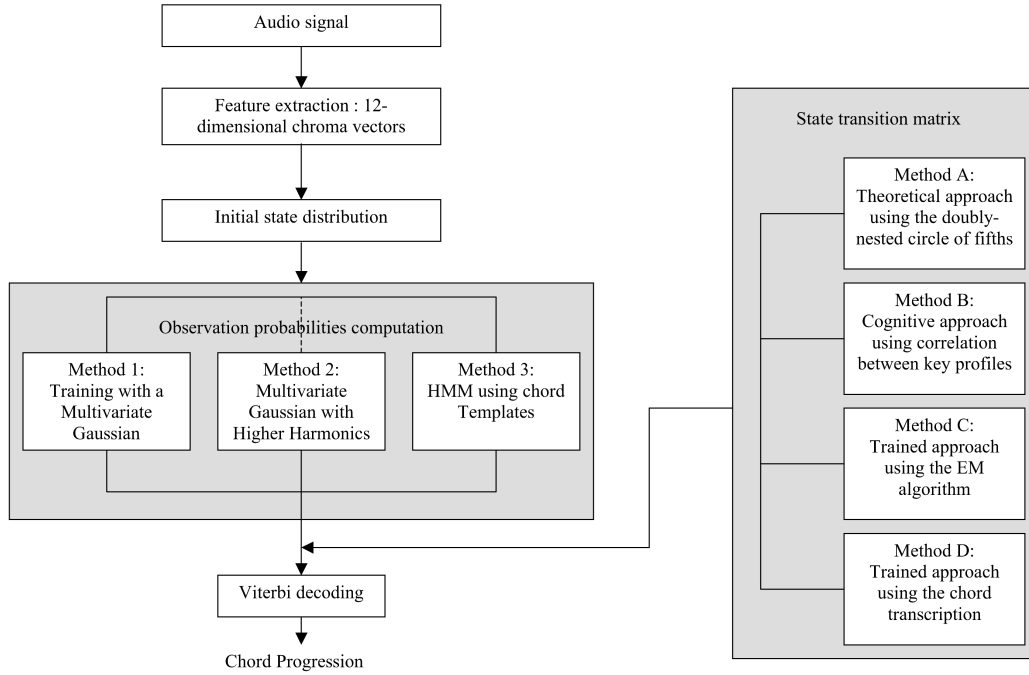 Audio signal
Feature extraction : 12-
dimensional chroma vectors
Initial state distribution
Observation probabilities computation
Method 1:
Training with a
Multivariate
Gaussian
Method 2:
Multivariate
Gaussian with
Higher Harmonics
Method 3:
HMM using chord
Templates
Viterbi decoding
Chord Progression
State transition matrix
Method A:
Theoretical approach
using the doubly-
nested circle of fifths
Method B:
Cognitive approach
using correlation
between key profiles
Method C:
Trained approach
using the EM
algorithm
Method D:
Trained approach
using the chord
transcription